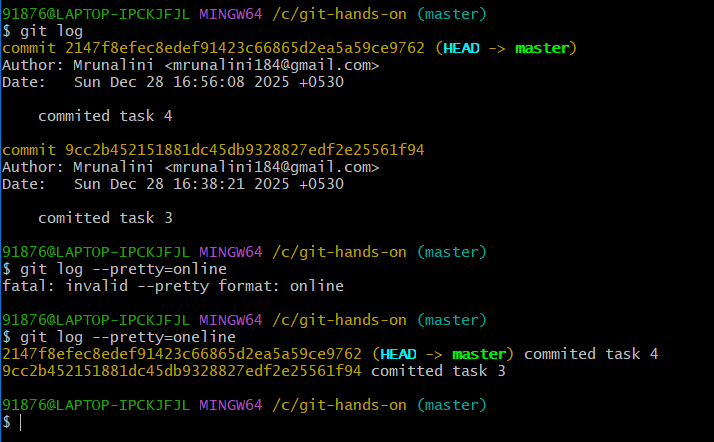 91876@LAPTOP-IPCKJFJL MINGW64 /c/git-hands-on (master)
$ git log
commit 2147f8efec8edef91423c66865d2ea5a59ce9762 (HEAD -> master)
Author: Mrunalini <mrunalini184@gmail.com>
Date:   Sun Dec 28 16:56:08 2025 +0530
    commited task 4
commit 9cc2b452151881dc45db9328827edf2e25561f94
Author: Mrunalini <mrunalini184@gmail.com>
Date:   Sun Dec 28 16:38:21 2025 +0530
    comitted task 3
91876@LAPTOP-IPCKJFJL MINGW64 /c/git-hands-on (master)
$ git log --pretty=online
fatal: invalid --pretty format: online
91876@LAPTOP-IPCKJFJL MINGW64 /c/git-hands-on (master)
$ git log --pretty=oneline
2147f8efec8edef91423c66865d2ea5a59ce9762 (HEAD -> master) commited task 4
9cc2b452151881dc45db9328827edf2e25561f94 comitted task 3
91876@LAPTOP-IPCKJFJL MINGW64 /c/git-hands-on (master)
$